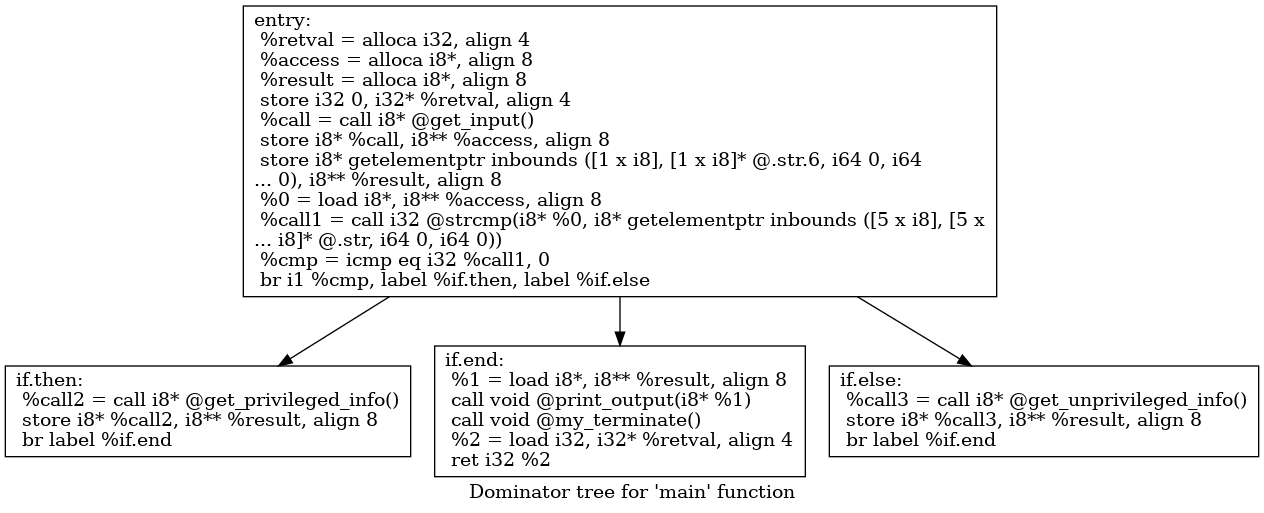 entry:
%retval = alloca i32, align 4
%access = alloca i8*, align 8
%result = alloca i8*, align 8
store i32 0, i32* %retval, align 4
%call = call i8* @get_input()
store i8* %call, i8** %access, align 8
store i8* getelementptr inbounds ([1 x i8], [1 x i8]* @.str.6, i64 0, i64
... 0), i8** %result, align 8
%0 = load i8*, i8** %access, align 8
%call1 = call i32 @strcmp(i8* %0, i8* getelementptr inbounds ([5 x i8], [5 x
... i8]* @.str, i64 0, i64 0))
%cmp = icmp eq i32 %call1, 0
br i1 %cmp, label %if.then, label %if.else
if.then:
%call2 = call i8* @get_privileged_info()
store i8* %call2, i8** %result, align 8
br label %if.end
if.end:
%1 = load i8*, i8** %result, align 8
call void @print_output(i8* %1)
call void @my_terminate()
%2 = load i32, i32* %retval, align 4
ret i32 %2
if.else:
%call3 = call i8* @get_unprivileged_info()
store i8* %call3, i8** %result, align 8
br label %if.end
Dominator tree for 'main' function